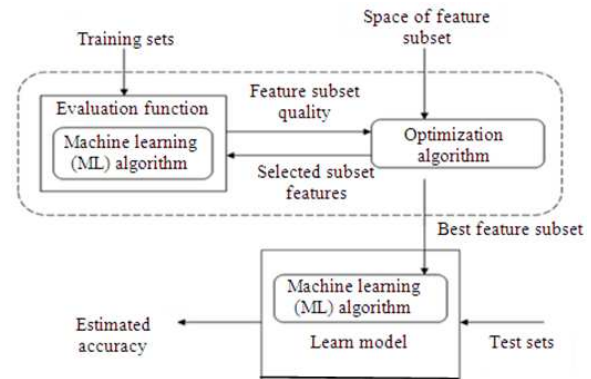 Space of feature
subset
Training sets
Evaluation function
Machine learning
(ML) algorithm
Feature subset
quality
Optimization
algorithm
Selected subset
features
Best feature subset
Machine learning
(ML) algorithm
Learn model
Estimated
accuracy
Test sets